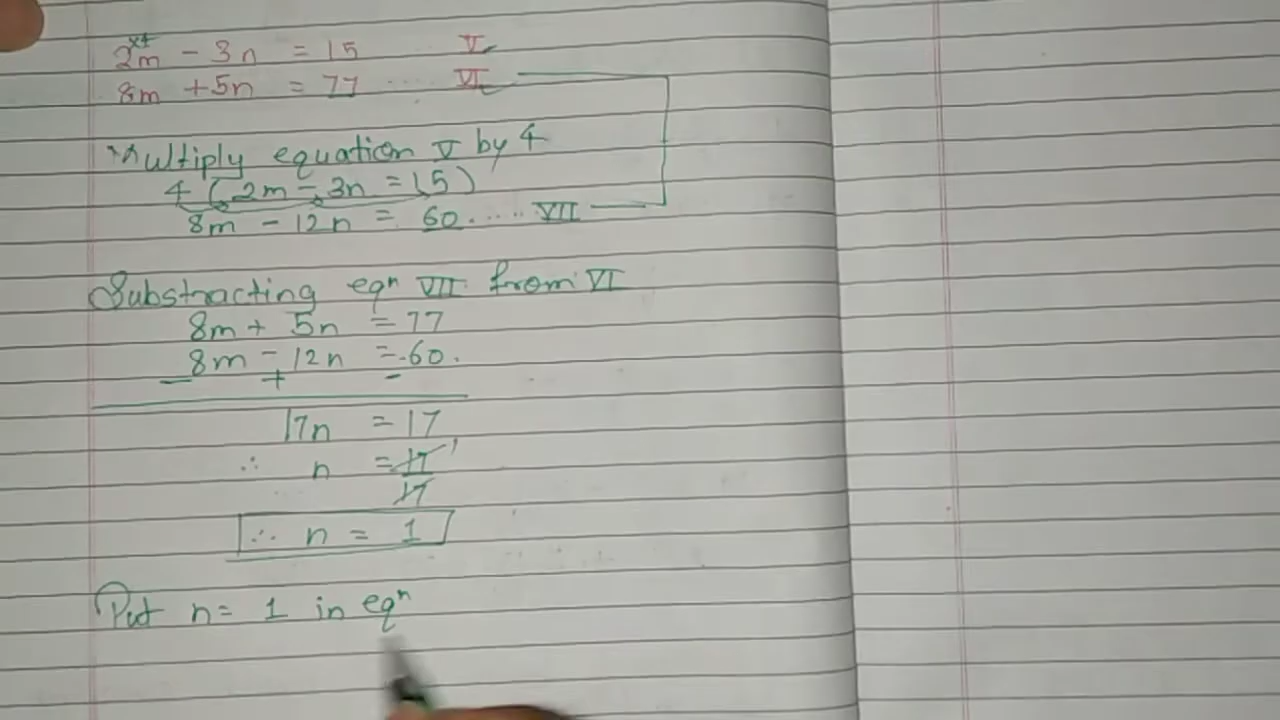 ×4
2m - 3n = 15 V
8m + 5n = 77 ... VI
Multiply equation V by 4
4 (2m - 3n = 15)
8m - 12n = 60 ..... VII
Substracting eqⁿ VII from VI
8m + 5n = 77
8m - 12n = 60.
- + -
17n = 17
∴ n = 17/17 1
∴ n = 1
Put n = 1 in eqⁿ